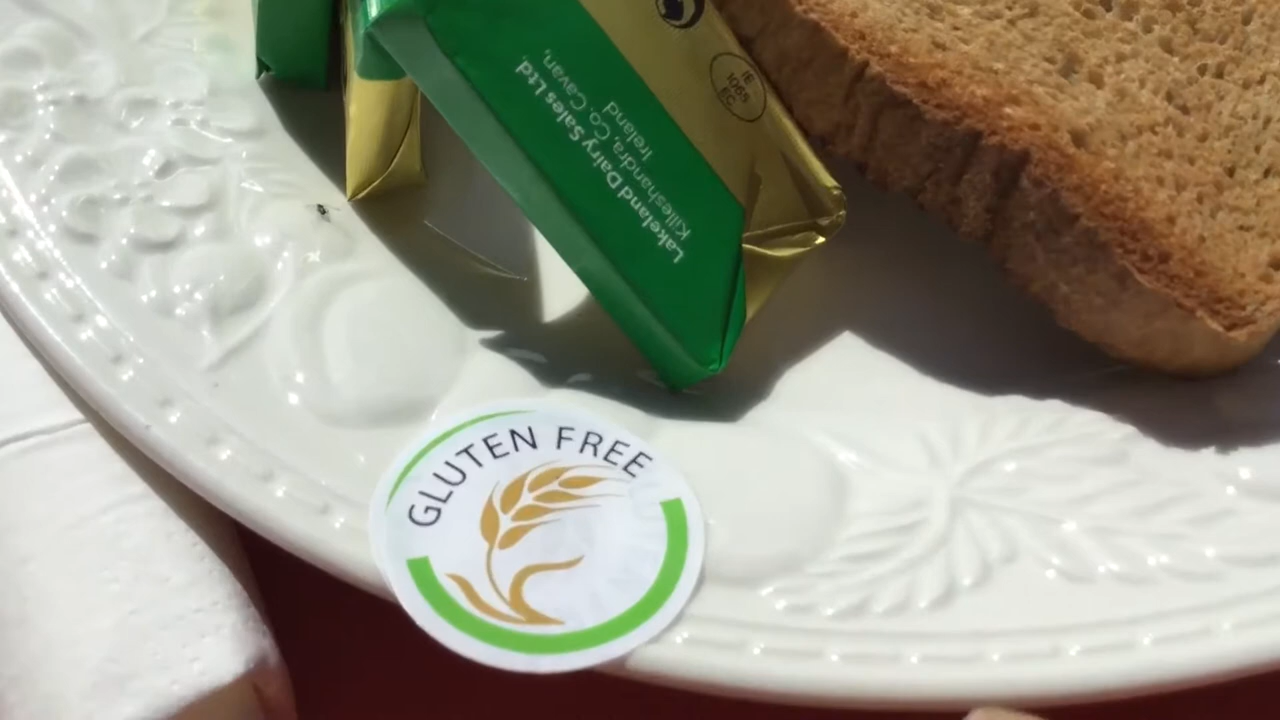 Lakeland Dairy Sales Ltd,
Killeshandra, Co. Cavan,
Ireland
IE
1065
EC
GLUTEN FREE